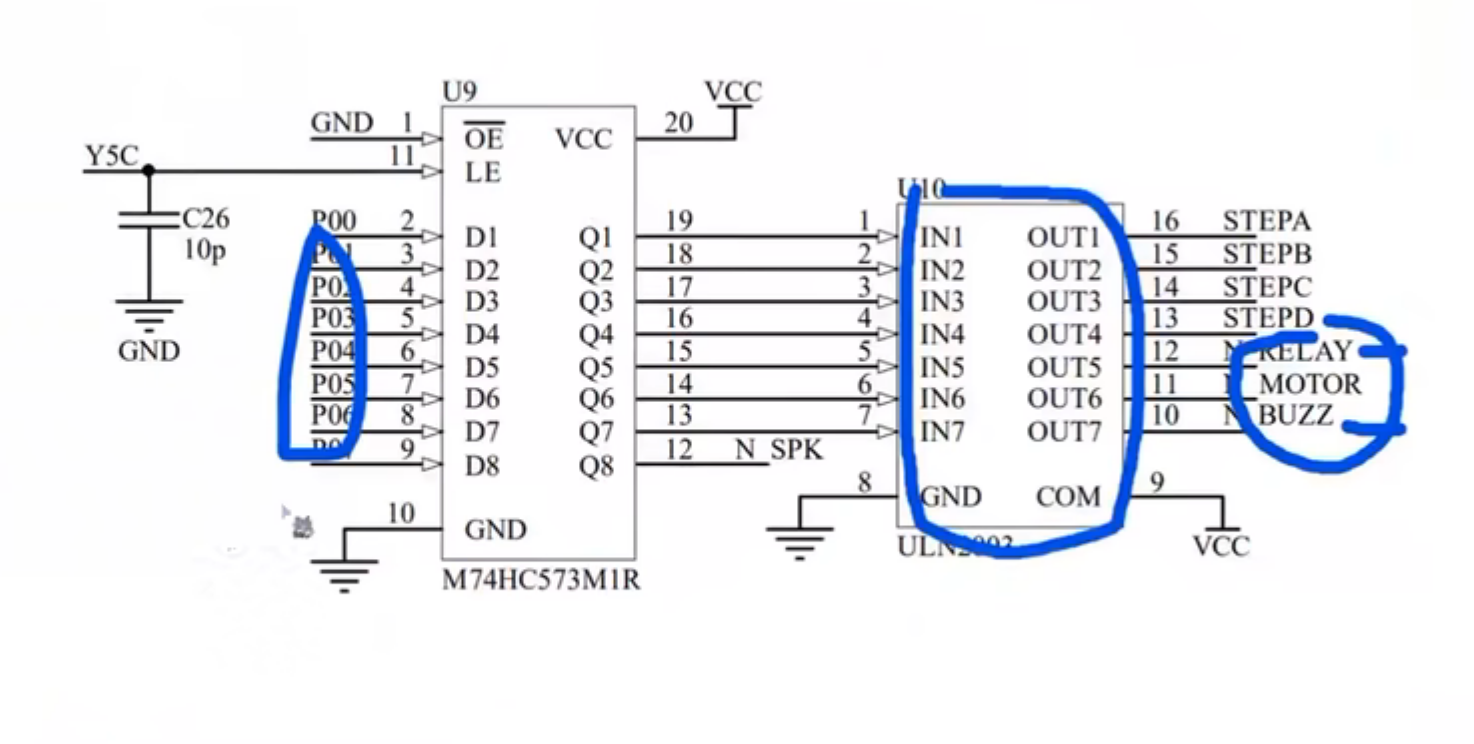 U9
VCC
GND 1 OE VCC 20
Y5C 11 LE
C26
10p
GND
U10
P00 2 D1 Q1 19 1 IN1 OUT1 16 STEPA
P01 3 D2 Q2 18 2 IN2 OUT2 15 STEPB
P02 4 D3 Q3 17 3 IN3 OUT3 14 STEPC
P03 5 D4 Q4 16 4 IN4 OUT4 13 STEPD
P04 6 D5 Q5 15 5 IN5 OUT5 12 N RELAY
P05 7 D6 Q6 14 6 IN6 OUT6 11 N MOTOR
P06 8 D7 Q7 13 7 IN7 OUT7 10 N BUZZ
9 D8 Q8 12 N SPK
8 GND COM 9
10 GND
ULN2003 VCC
M74HC573M1R